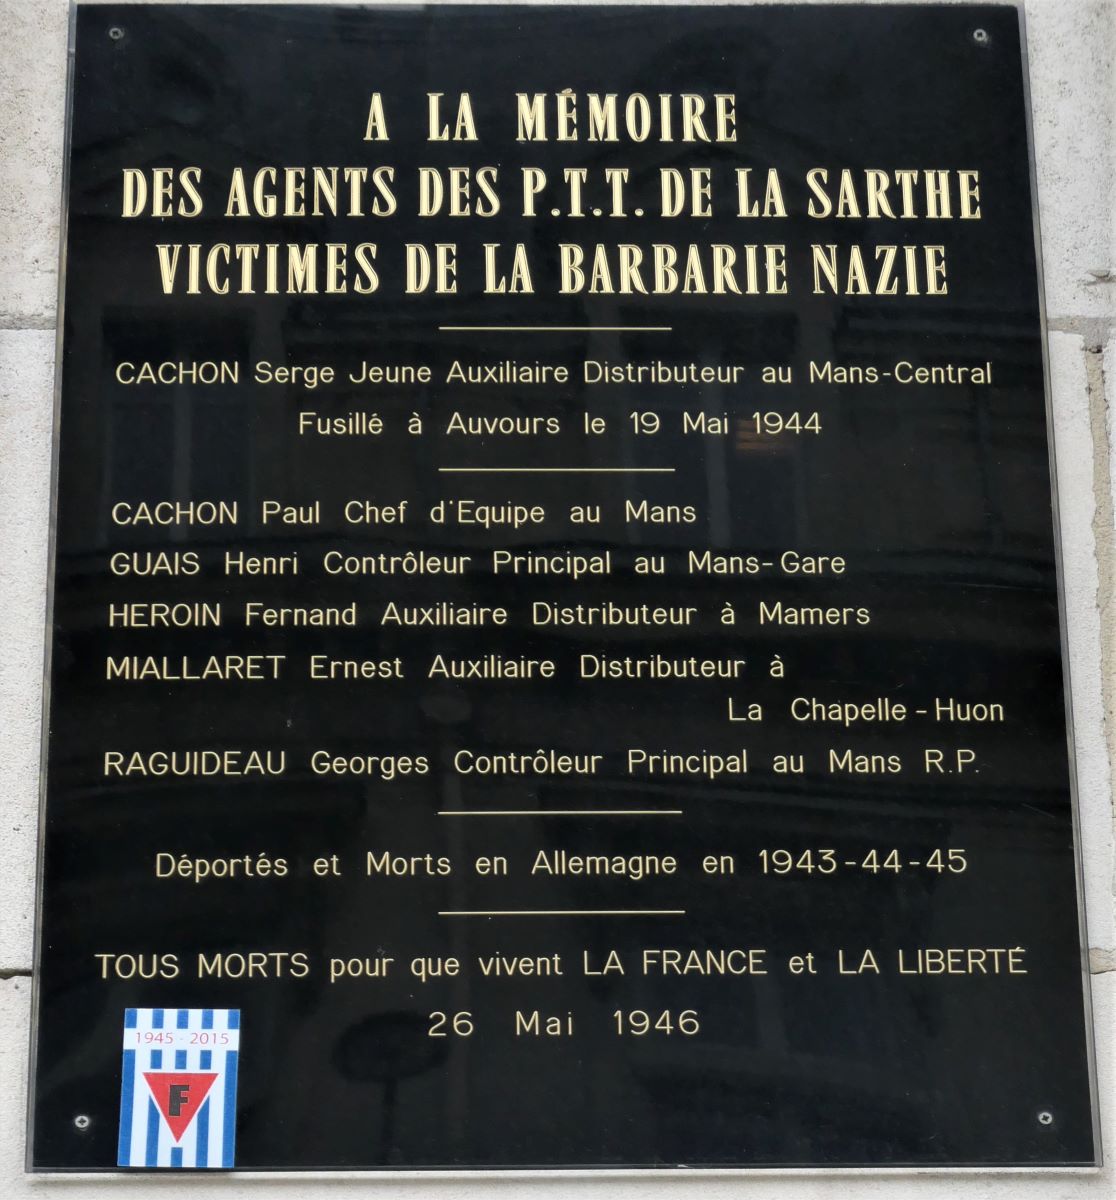 A LA MÉMOIRE
DES AGENTS DES P.T.T. DE LA SARTHE
VICTIMES DE LA BARBARIE NAZIE
CACHON Serge Jeune Auxiliaire Distributeur au Mans-Central
Fusillé à Auvours le 19 Mai 1944
CACHON Paul Chef d'Equipe au Mans
GUAIS Henri Contrôleur Principal au Mans-Gare
HEROIN Fernand Auxiliaire Distributeur à Mamers
MIALLARET Ernest Auxiliaire Distributeur à
La Chapelle-Huon
RAGUIDEAU Georges Contrôleur Principal au Mans R.P.
Déportés et Morts en Allemagne en 1943-44-45
TOUS MORTS pour que vivent LA FRANCE et LA LIBERTÉ
26 Mai 1946
1945 - 2015
F